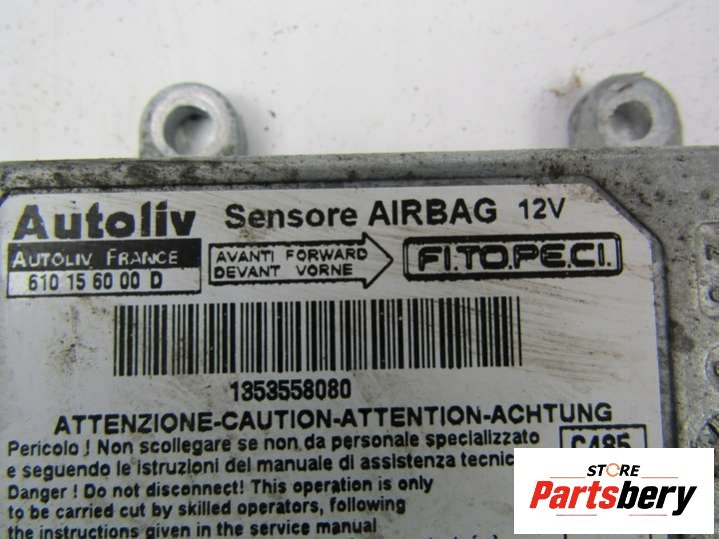 Autoliv Sensore AIRBAG 12V
AUTOLIV FRANCE
610 15 60 00 D
AVANTI FORWARD
DEVANT VORNE
FI.TO.PE.CI.
1353558080
ATTENZIONE-CAUTION-ATTENTION-ACHTUNG
Pericolo ! Non scollegare se non da personale specializzato
e seguendo le istruzioni del manuale di assistenza tecnic
C485
Danger ! Do not disconnect! This operation is only
to be carried out by skilled operators, following
the instructions given in the service manual
STORE
Partsbery